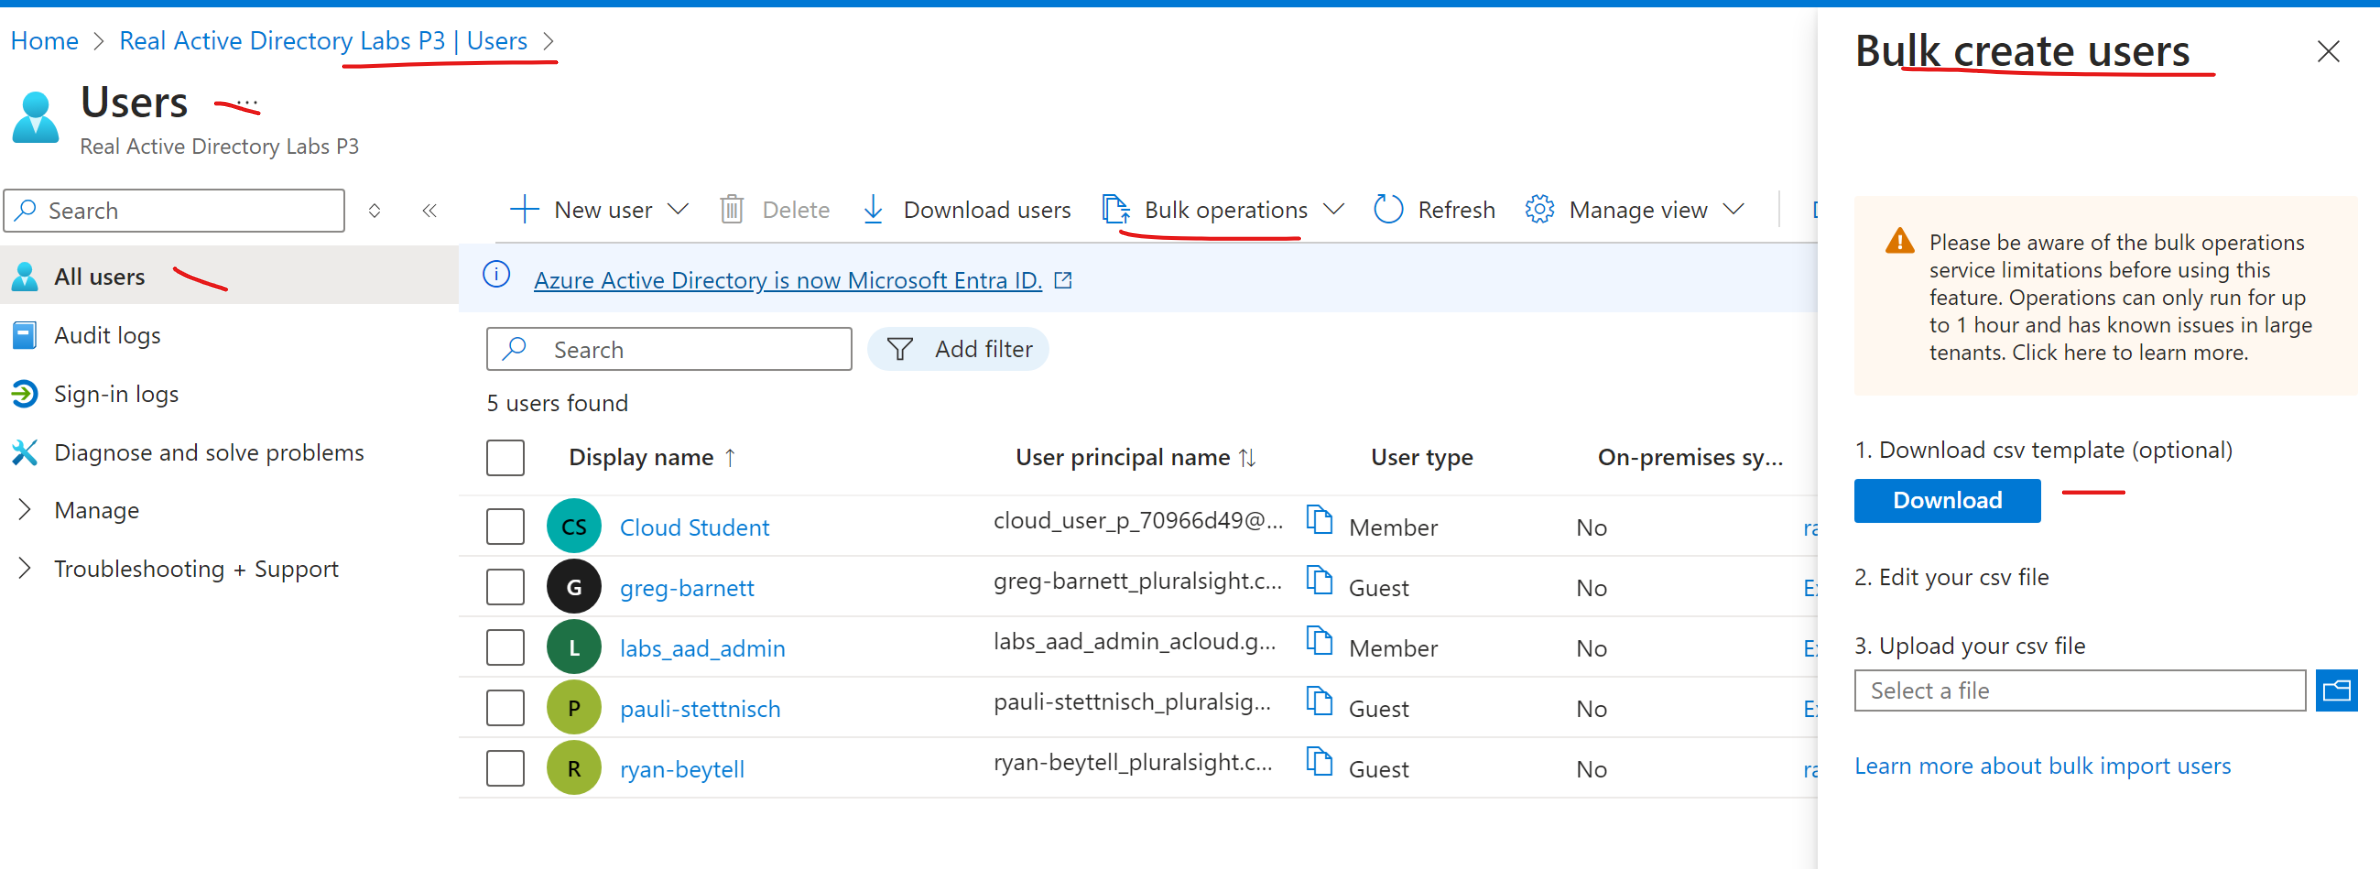 Home > Real Active Directory Labs P3 | Users >
Users ...
Real Active Directory Labs P3
Search
All users
Audit logs
Sign-in logs
Diagnose and solve problems
Manage
Troubleshooting + Support
New user
Delete
Download users
Bulk operations
Refresh
Manage view
Azure Active Directory is now Microsoft Entra ID.
Search
Add filter
5 users found
Display name ↑ User principal name ↑↓ User type On-premises sy...
CS Cloud Student cloud_user_p_70966d49@... Member No
G greg-barnett greg-barnett_pluralsight.c... Guest No
L labs_aad_admin labs_aad_admin_acloud.g... Member No
P pauli-stettnisch pauli-stettnisch_pluralsig... Guest No
R ryan-beytell ryan-beytell_pluralsight.c... Guest No
Bulk create users
Please be aware of the bulk operations
service limitations before using this
feature. Operations can only run for up
to 1 hour and has known issues in large
tenants. Click here to learn more.
1. Download csv template (optional)
Download
2. Edit your csv file
3. Upload your csv file
Select a file
Learn more about bulk import users